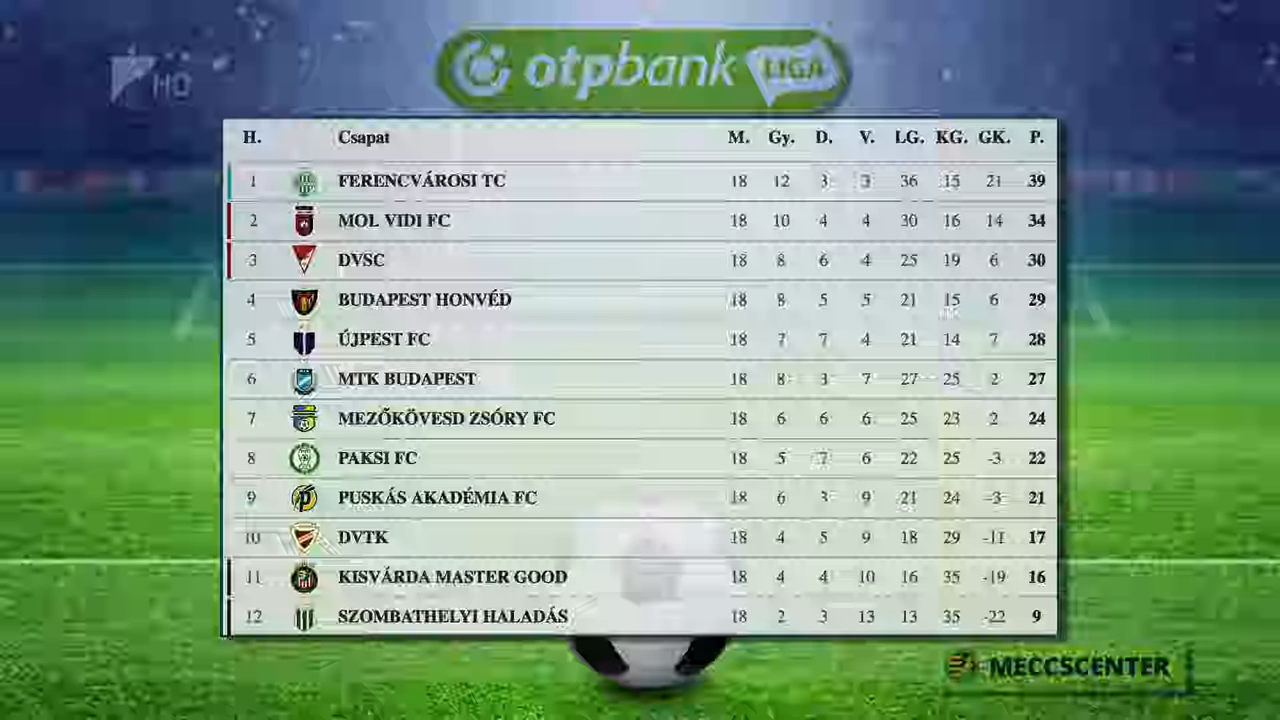 otpbank LIGA
HD
H. Csapat M. Gy. D. V. LG. KG. GK. P.
1 FERENCVÁROSI TC 18 12 3 3 36 15 21 39
2 MOL VIDI FC 18 10 4 4 30 16 14 34
3 DVSC 18 8 6 4 25 19 6 30
4 BUDAPEST HONVÉD 18 8 5 5 21 15 6 29
5 ÚJPEST FC 18 7 7 4 21 14 7 28
6 MTK BUDAPEST 18 8 3 7 27 25 2 27
7 MEZŐKÖVESD ZSÓRY FC 18 6 6 6 25 23 2 24
8 PAKSI FC 18 5 7 6 22 25 -3 22
9 PUSKÁS AKADÉMIA FC 18 6 3 9 21 24 -3 21
10 DVTK 18 4 5 9 18 29 -11 17
11 KISVÁRDA MASTER GOOD 18 4 4 10 16 35 -19 16
12 SZOMBATHELYI HALADÁS 18 2 3 13 13 35 -22 9
MECCSCENTER